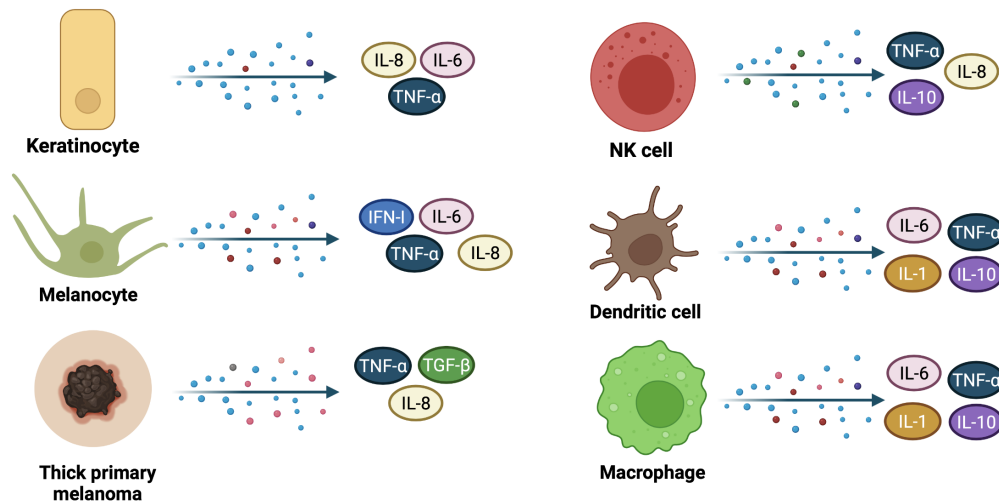 IL-8 IL-6
TNF-α
Keratinocyte
TNF-α
IL-8
IL-10
NK cell
IFN-I IL-6
TNF-α IL-8
Melanocyte
IL-6 TNF-α
IL-1 IL-10
Dendritic cell
TNF-α TGF-β
IL-8
Thick primary
melanoma
IL-6 TNF-α
IL-1 IL-10
Macrophage